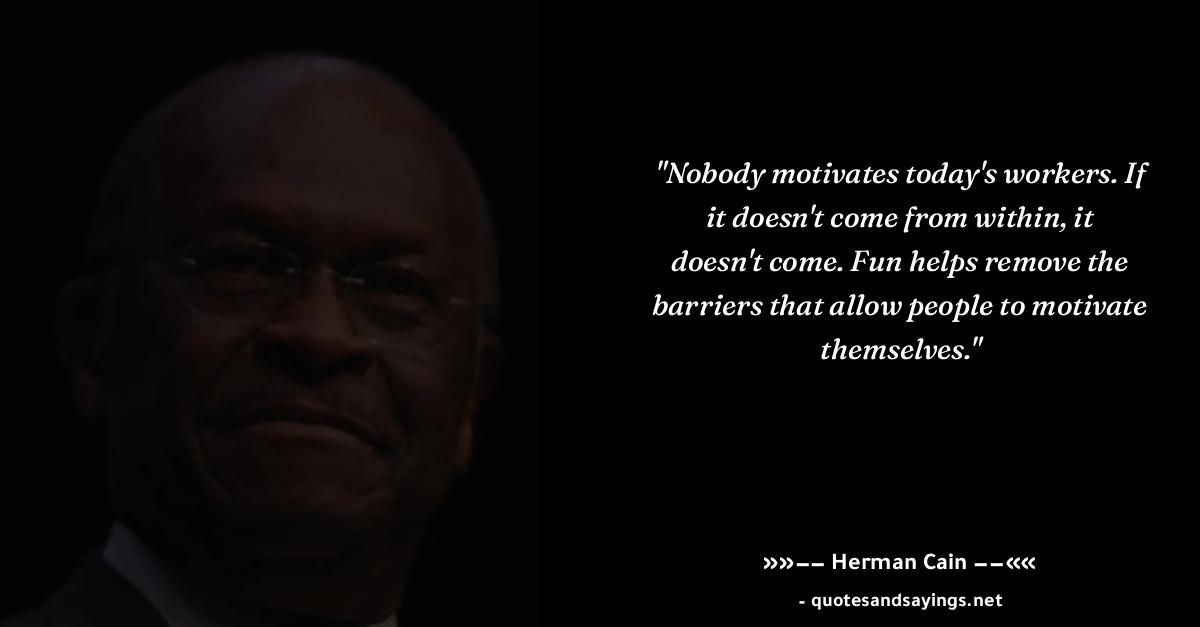 "Nobody motivates today's workers. If
it doesn't come from within, it
doesn't come. Fun helps remove the
barriers that allow people to motivate
themselves."
»»−− Herman Cain −−««
- quotesandsayings.net